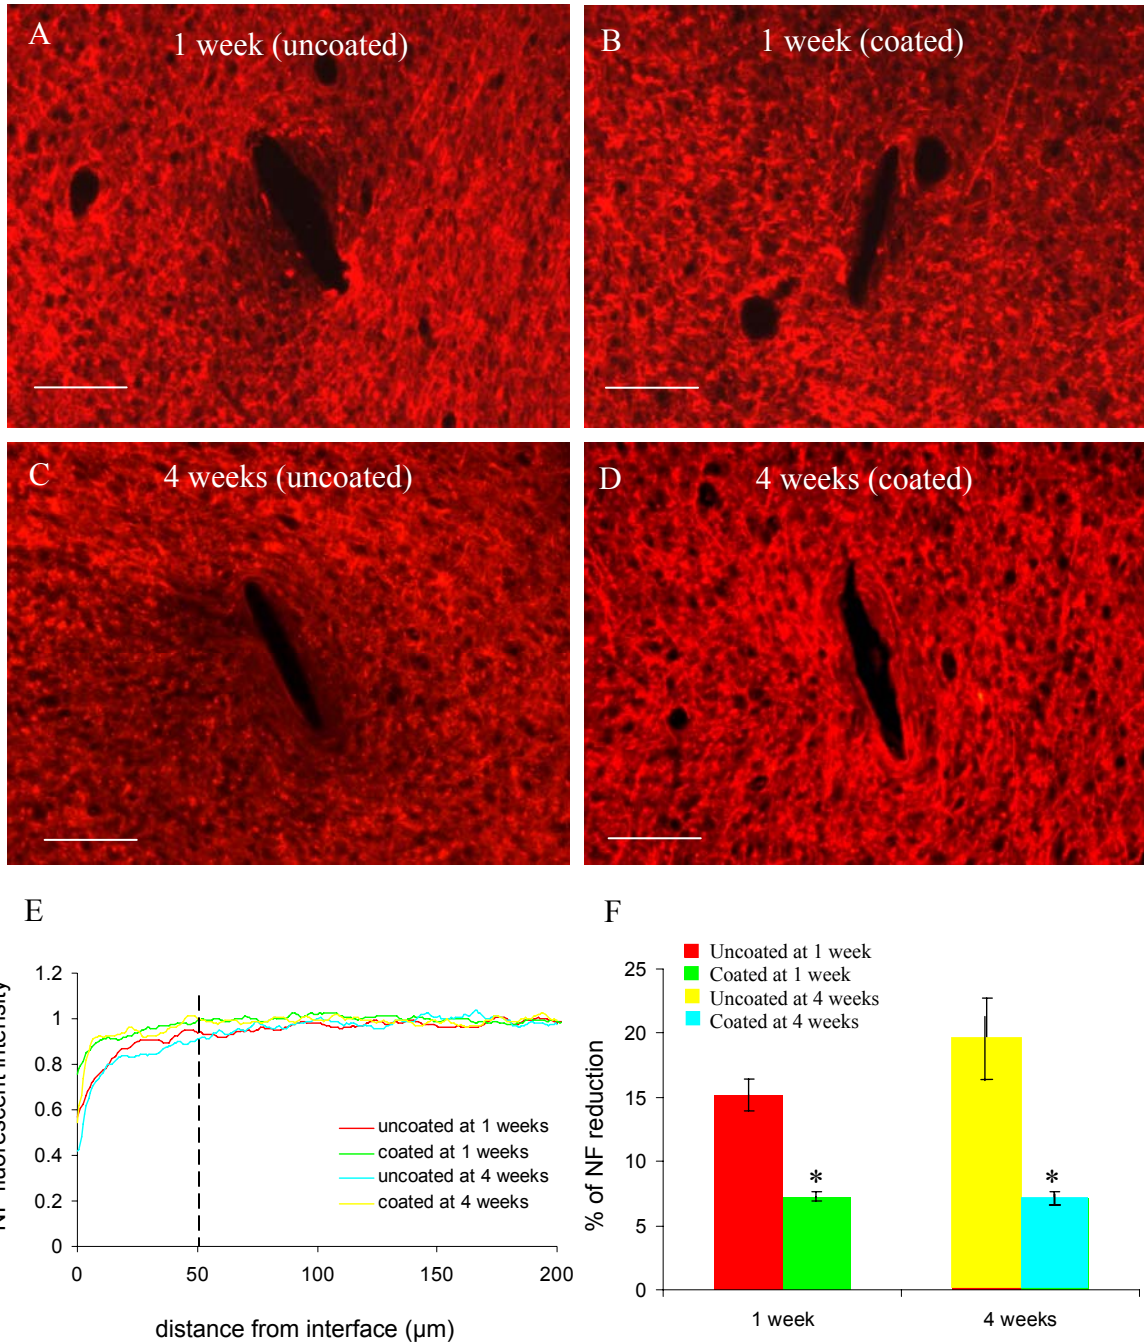 A
1 week (uncoated)
B
1 week (coated)
C
4 weeks (uncoated)
D
4 weeks (coated)
E
NF fluorescent intensity
1.2
1
0.8
0.6
0.4
0.2
0
0
50
100
150
200
distance from interface (µm)
uncoated at 1 weeks
coated at 1 weeks
uncoated at 4 weeks
coated at 4 weeks
F
Uncoated at 1 week
Coated at 1 week
Uncoated at 4 weeks
Coated at 4 weeks
% of NF reduction
25
20
15
10
5
0
*
*
1 week
4 weeks